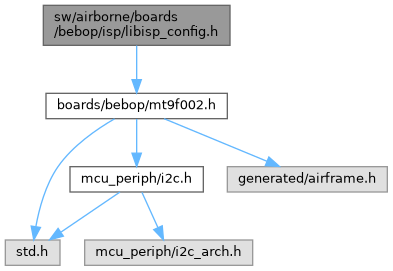 sw/airborne/boards
/bebop/isp/libisp_config.h
boards/bebop/mt9f002.h
mcu_periph/i2c.h
generated/airframe.h
std.h
mcu_periph/i2c_arch.h